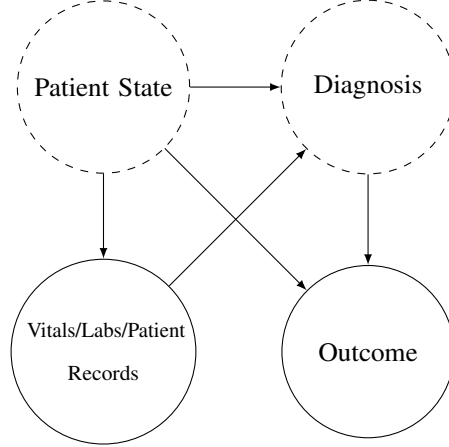 Patient State
Diagnosis
Vitals/Labs/Patient
Records
Outcome